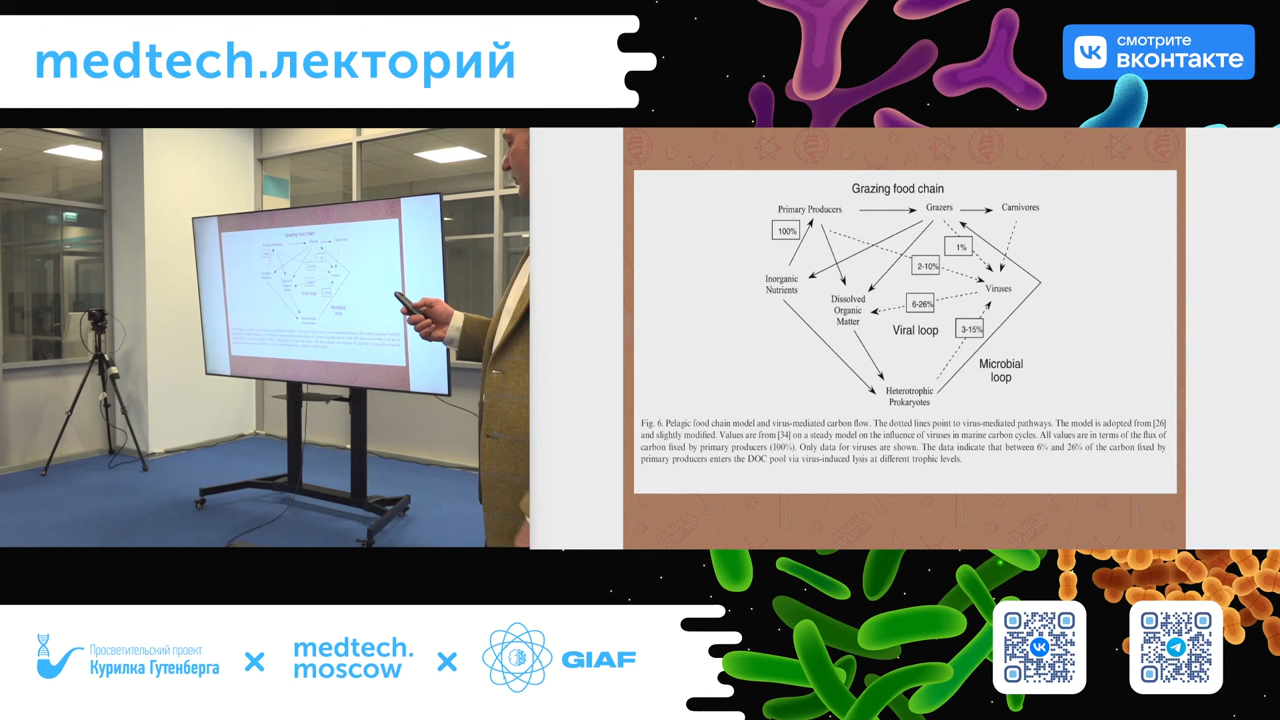 medtech.лекторий
смотрите
вконтакте
Grazing food chain
Primary Producers
Grazers
Carnivores
100%
1%
2-10%
Inorganic
Nutrients
Viruses
Dissolved
Organic
Matter
6-26%
Viral loop
3-15%
Microbial
loop
Heterotrophic
Prokaryotes
Fig. 6. Pelagic food chain model and virus-mediated carbon flow. The dotted lines point to virus-mediated pathways. The model is adopted from [26]
and slightly modified. Values are from [34] on a steady model on the influence of viruses in marine carbon cycles. All values are in terms of the flux of
carbon fixed by primary producers (100%). Only data for viruses are shown. The data indicate that between 6% and 26% of the carbon fixed by
primary producers enters the DOC pool via virus-induced lysis at different trophic levels.
Просветительский проект
Курилка Гутенберга
medtech.
moscow
GIAF